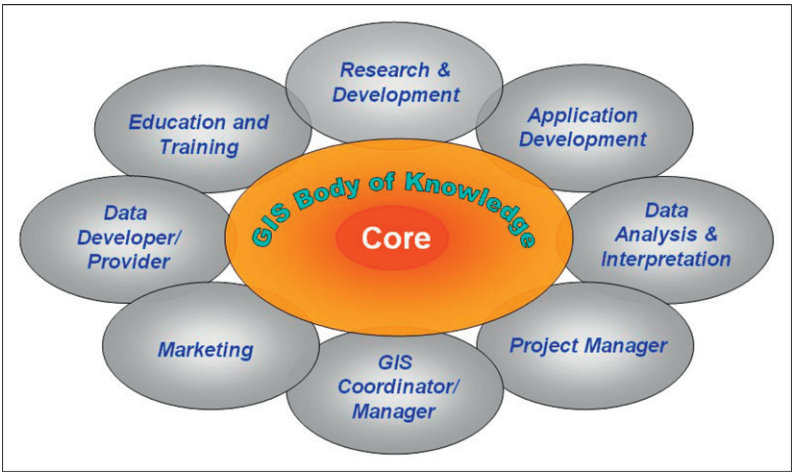 Research &
Development
Education and
Training
Application
Development
GIS Body of Knowledge
Core
Data
Developer/
Provider
Data
Analysis &
Interpretation
Marketing
GIS
Coordinator/
Manager
Project Manager